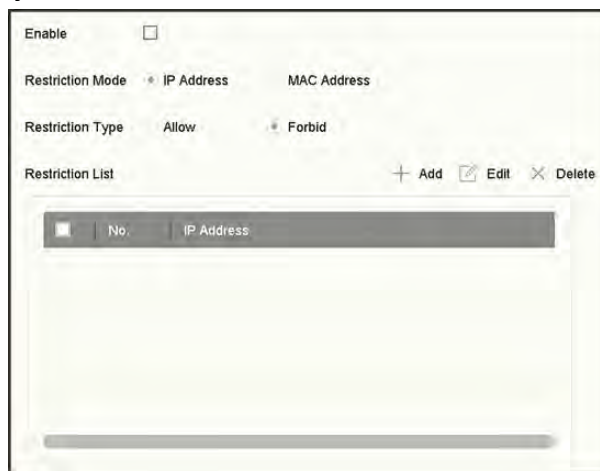 Enable
Restriction Mode IP Address MAC Address
Restriction Type Allow Forbid
Restriction List Add Edit Delete
No. IP Address